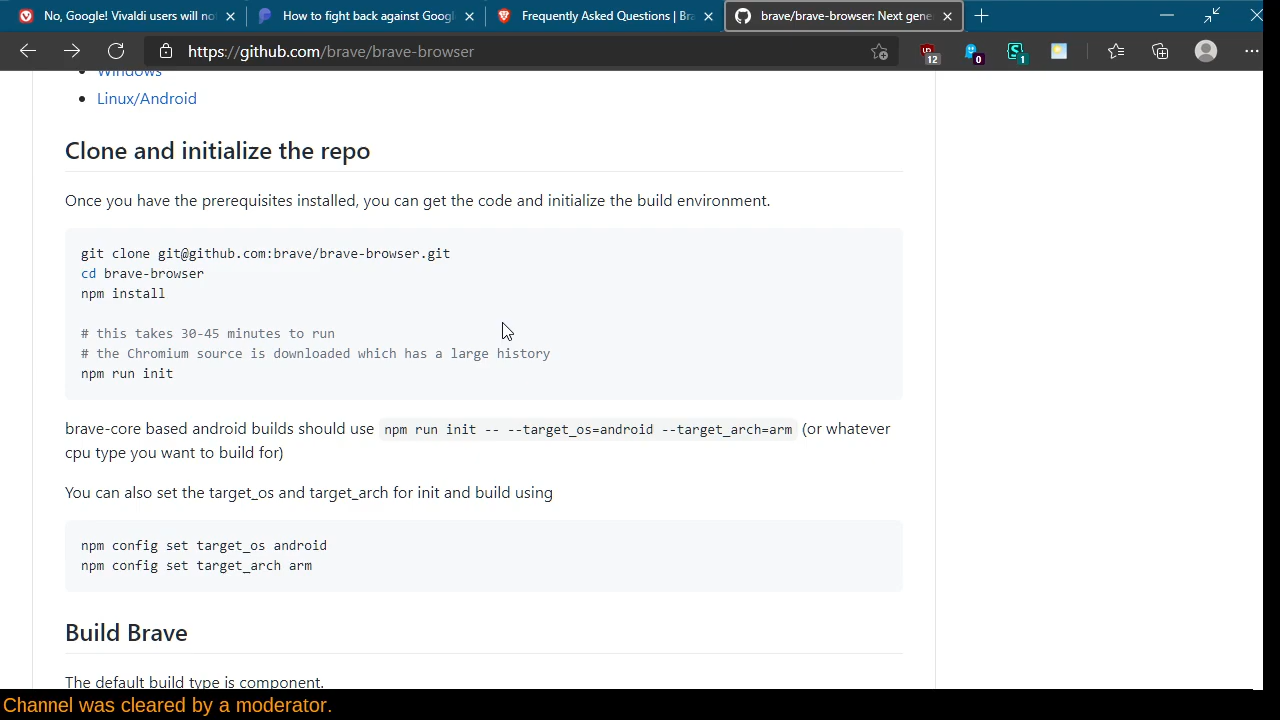 No, Google! Vivaldi users will no
How to fight back against Googl
Frequently Asked Questions | Bra
brave/brave-browser: Next gene
https://github.com/brave/brave-browser
12
0
1
Windows
Linux/Android
Clone and initialize the repo
Once you have the prerequisites installed, you can get the code and initialize the build environment.
git clone git@github.com:brave/brave-browser.git
cd brave-browser
npm install
# this takes 30-45 minutes to run
# the Chromium source is downloaded which has a large history
npm run init
brave-core based android builds should use npm run init -- --target_os=android --target_arch=arm (or whatever
cpu type you want to build for)
You can also set the target_os and target_arch for init and build using
npm config set target_os android
npm config set target_arch arm
Build Brave
The default build type is component.
Channel was cleared by a moderator.